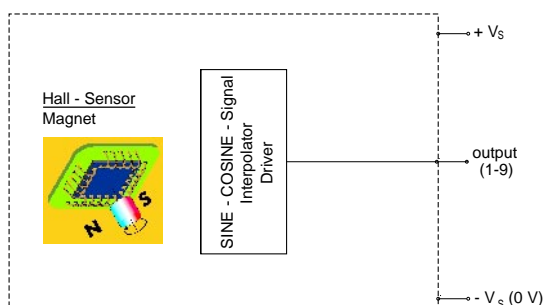 + VS
Hall - Sensor
Magnet
N
S
SINE - COSINE - Signal
Interpolator
Driver
output
(1-9)
- VS (0 V)